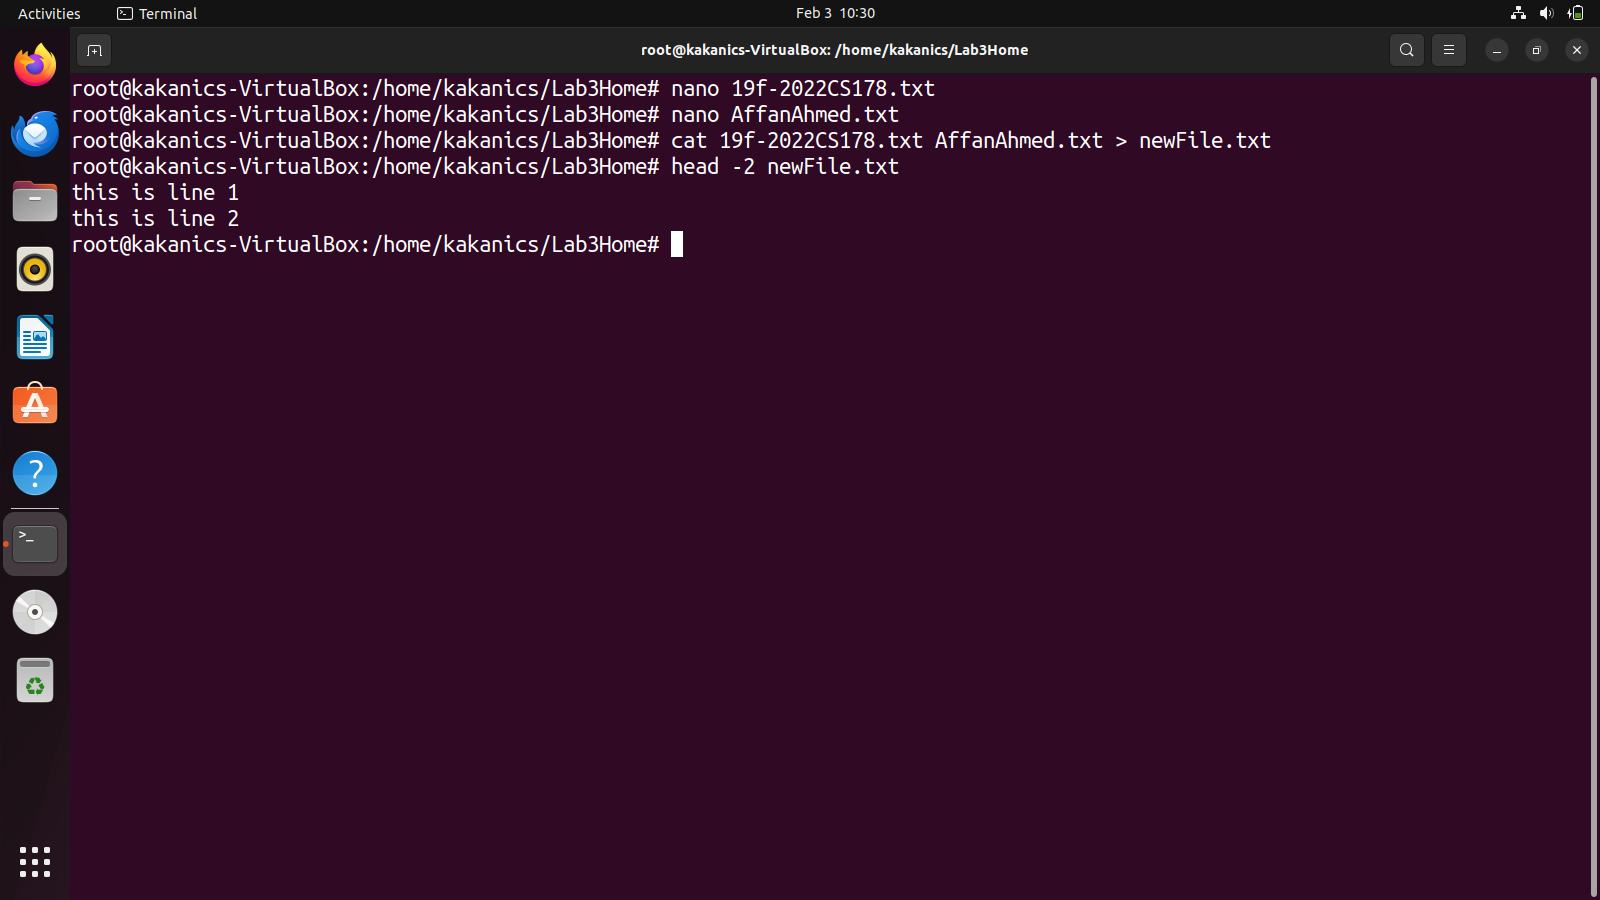 Activities
Terminal
Feb 3 10:30
root@kakanics-VirtualBox: /home/kakanics/Lab3Home
root@kakanics-VirtualBox:/home/kakanics/Lab3Home# nano 19f-2022CS178.txt
root@kakanics-VirtualBox:/home/kakanics/Lab3Home# nano AffanAhmed.txt
root@kakanics-VirtualBox:/home/kakanics/Lab3Home# cat 19f-2022CS178.txt AffanAhmed.txt > newFile.txt
root@kakanics-VirtualBox:/home/kakanics/Lab3Home# head -2 newFile.txt
this is line 1
this is line 2
root@kakanics-VirtualBox:/home/kakanics/Lab3Home#